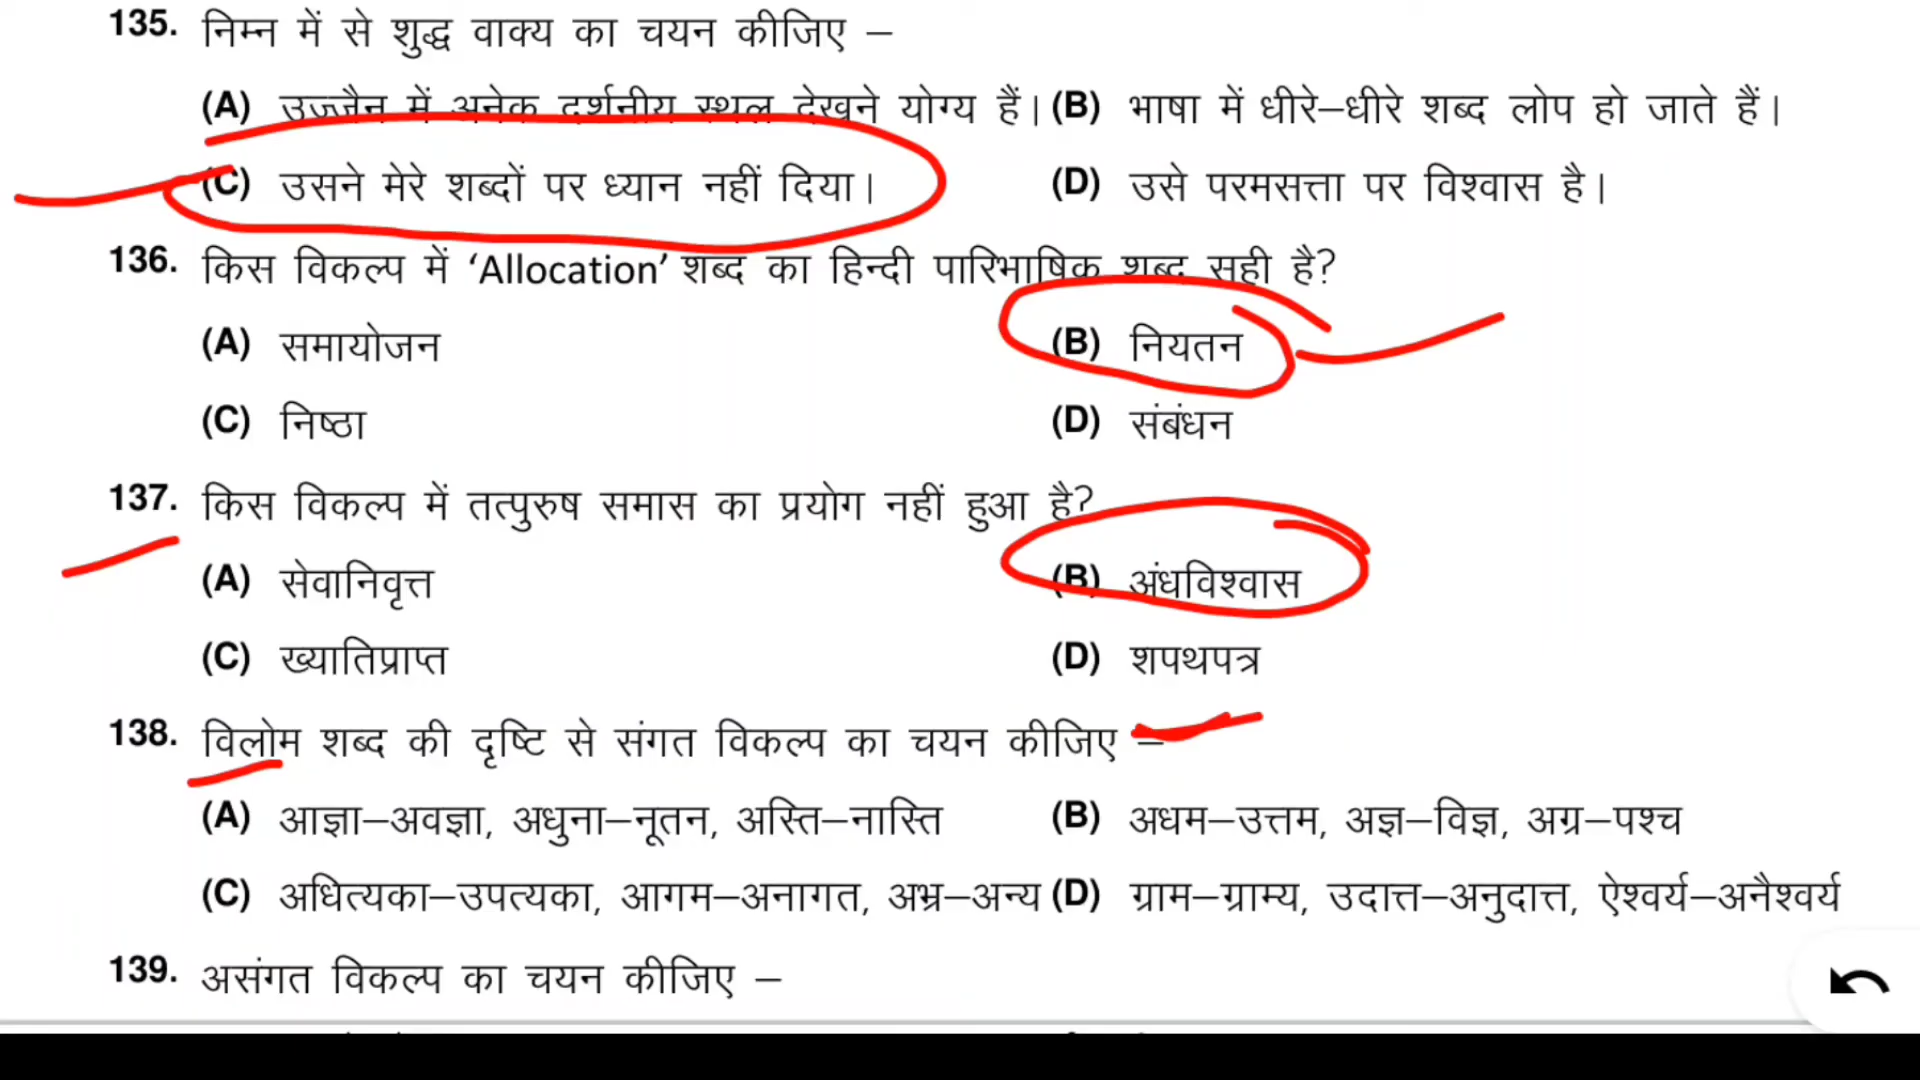 135. निम्न में से शुद्ध वाक्य का चयन कीजिए –
(A) उज्जैन में अनेक दर्शनीय स्थल देखने योग्य हैं। (B) भाषा में धीरे–धीरे शब्द लोप हो जाते हैं।
(C) उसने मेरे शब्दों पर ध्यान नहीं दिया। (D) उसे परमसत्ता पर विश्वास है।
136. किस विकल्प में ‘Allocation’ शब्द का हिन्दी पारिभाषिक शब्द सही है?
(A) समायोजन (B) नियतन
(C) निष्ठा (D) संबंधन
137. किस विकल्प में तत्पुरुष समास का प्रयोग नहीं हुआ है?
(A) सेवानिवृत्त (B) अंधविश्वास
(C) ख्यातिप्राप्त (D) शपथपत्र
138. विलोम शब्द की दृष्टि से संगत विकल्प का चयन कीजिए –
(A) आज्ञा–अवज्ञा, अधुना–नूतन, अस्ति–नास्ति (B) अधम–उत्तम, अज्ञ–विज्ञ, अग्र–पश्च
(C) अधित्यका–उपत्यका, आगम–अनागत, अभ्र–अन्य (D) ग्राम–ग्राम्य, उदात्त–अनुदात्त, ऐश्वर्य–अनैश्वर्य
139. असंगत विकल्प का चयन कीजिए –